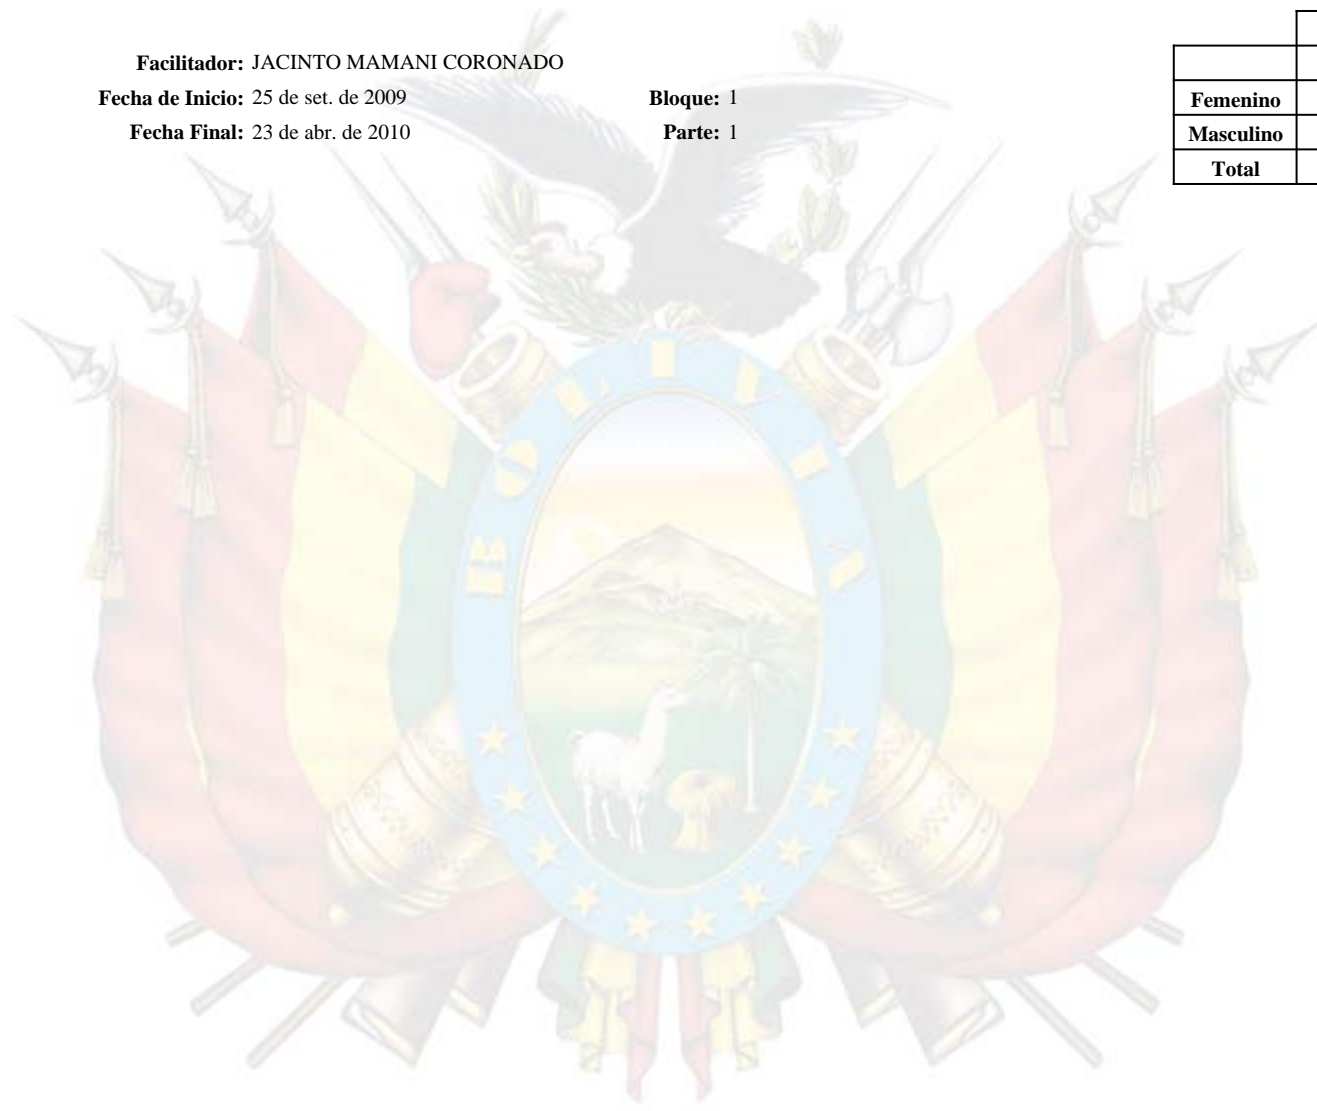 Facilitador: JACINTO MAMANI CORONADO
Fecha de Inicio: 25 de set. de 2009 Bloque: 1
Fecha Final: 23 de abr. de 2010 Parte: 1
Femenino
Masculino
Total
BOLIVIA